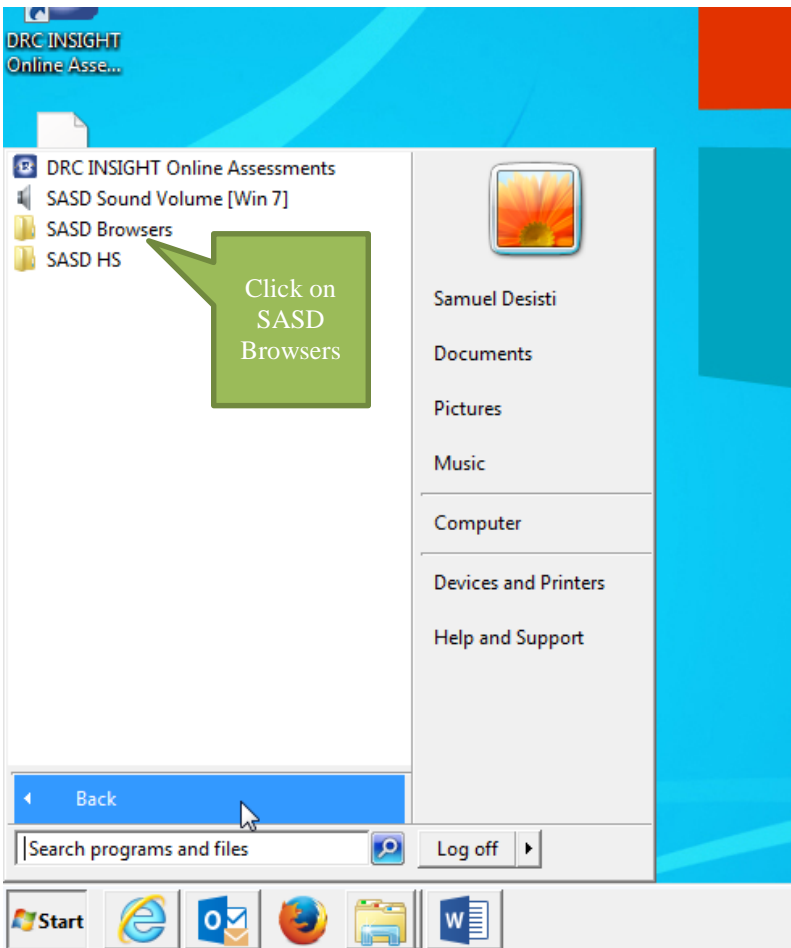 DRC INSIGHT
Online Asse...
DRC INSIGHT Online Assessments
SASD Sound Volume [Win 7]
SASD Browsers
SASD HS
Click on
SASD
Browsers
Samuel Desisti
Documents
Pictures
Music
Computer
Devices and Printers
Help and Support
Back
Search programs and files
Log off
Start